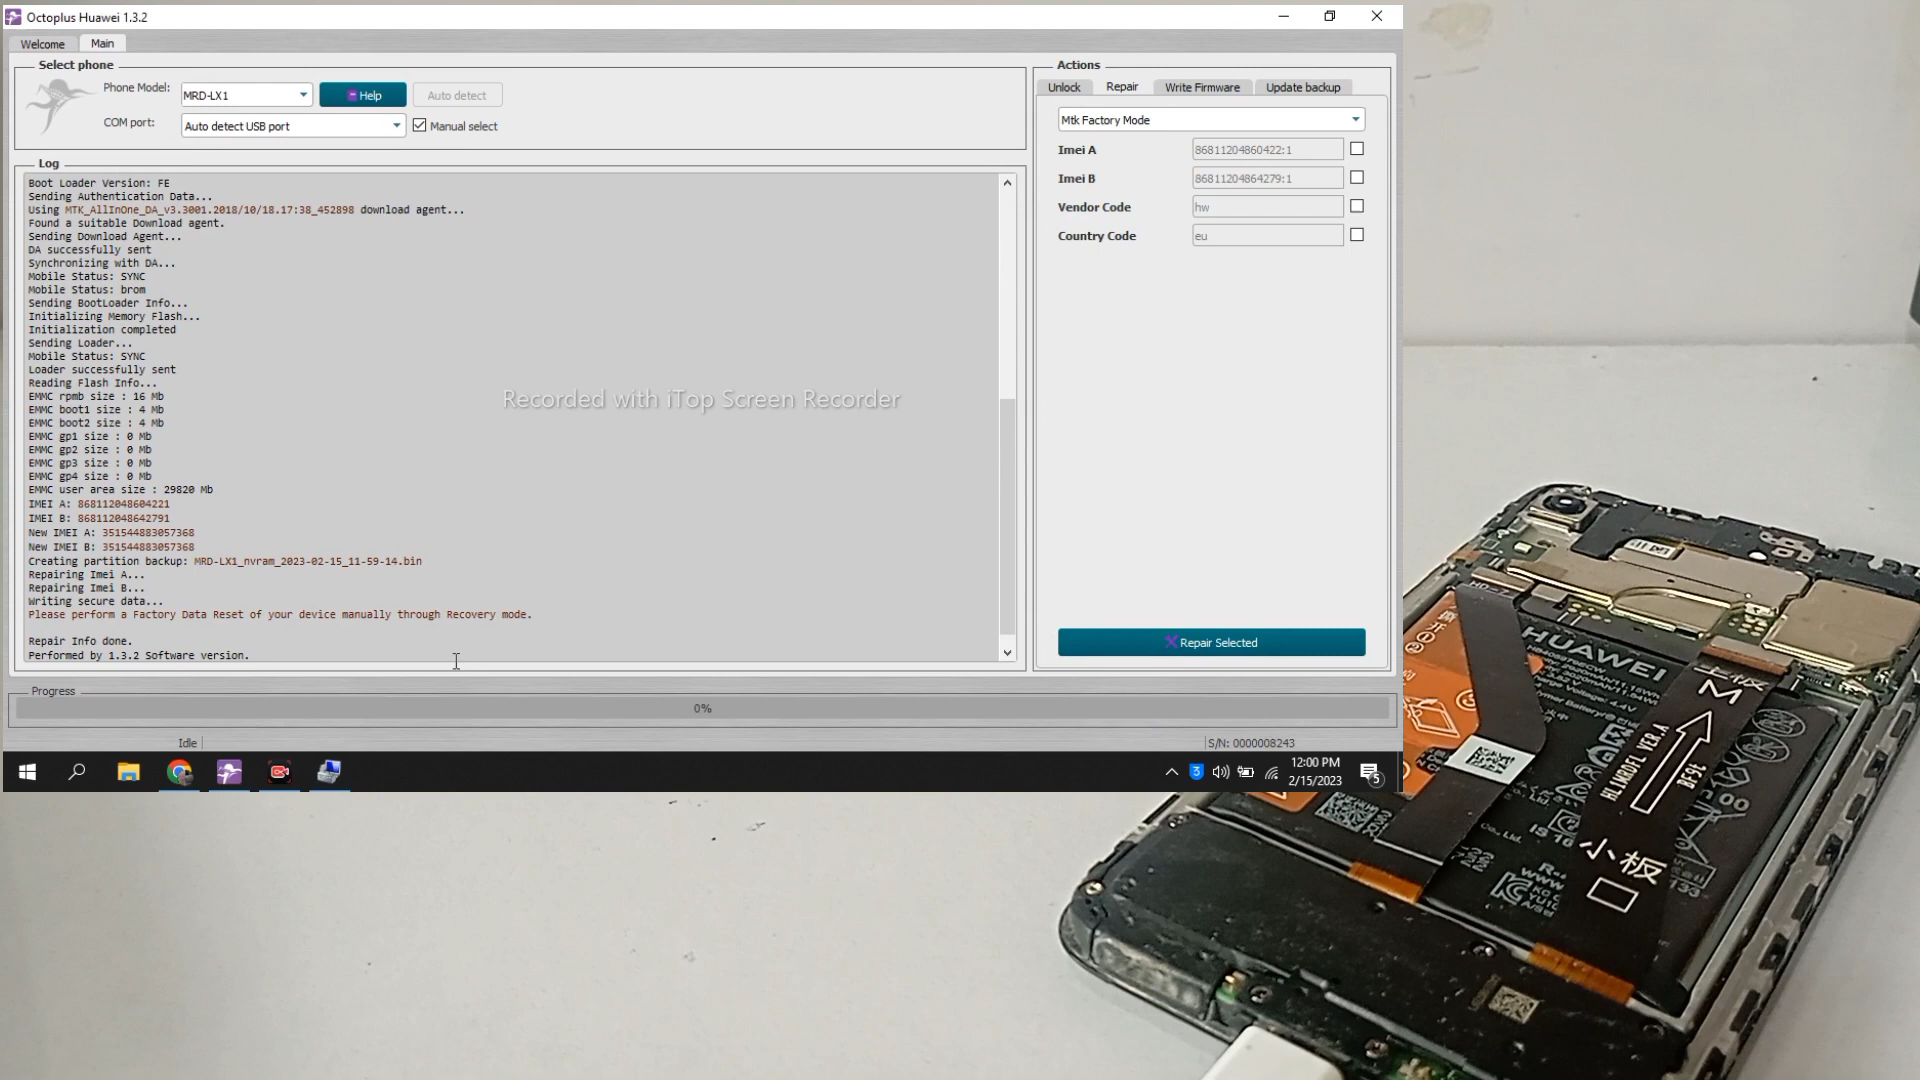 Octoplus Huawei 1.3.2
Welcome
Main
Select phone
Phone Model:
MRD-LX1
Help
Auto detect
COM port:
Auto detect USB port
Manual select
Log
Boot Loader Version: FE
Sending Authentication Data...
Using MTK_AllInOne_DA_v3.3001.2018/10/18.17:38_452898 download agent...
Found a suitable Download agent.
Sending Download Agent...
DA successfully sent
Synchronizing with DA...
Mobile Status: SYNC
Mobile Status: brom
Sending BootLoader Info...
Initializing Memory Flash...
Initialization completed
Sending Loader...
Mobile Status: SYNC
Loader successfully sent
Reading Flash Info...
EMMC rpmb size : 16 Mb
EMMC boot1 size : 4 Mb
EMMC boot2 size : 4 Mb
EMMC gp1 size : 0 Mb
EMMC gp2 size : 0 Mb
EMMC gp3 size : 0 Mb
EMMC gp4 size : 0 Mb
EMMC user area size : 29820 Mb
IMEI A: 868112048604221
IMEI B: 868112048642791
New IMEI A: 351544883057368
New IMEI B: 351544883057368
Creating partition backup: MRD-LX1_nvram_2023-02-15_11-59-14.bin
Repairing Imei A...
Repairing Imei B...
Writing secure data...
Please perform a Factory Data Reset of your device manually through Recovery mode.
Repair Info done.
Performed by 1.3.2 Software version.
Recorded with iTop Screen Recorder
Actions
Unlock
Repair
Write Firmware
Update backup
Mtk Factory Mode
Imei A
86811204860422:1
Imei B
86811204864279:1
Vendor Code
hw
Country Code
eu
Repair Selected
Progress
0%
Idle
S/N: 0000008243
3
12:00 PM
2/15/2023
5
HUAWEI
上板
M
HL1MRDFL VER.A
小板